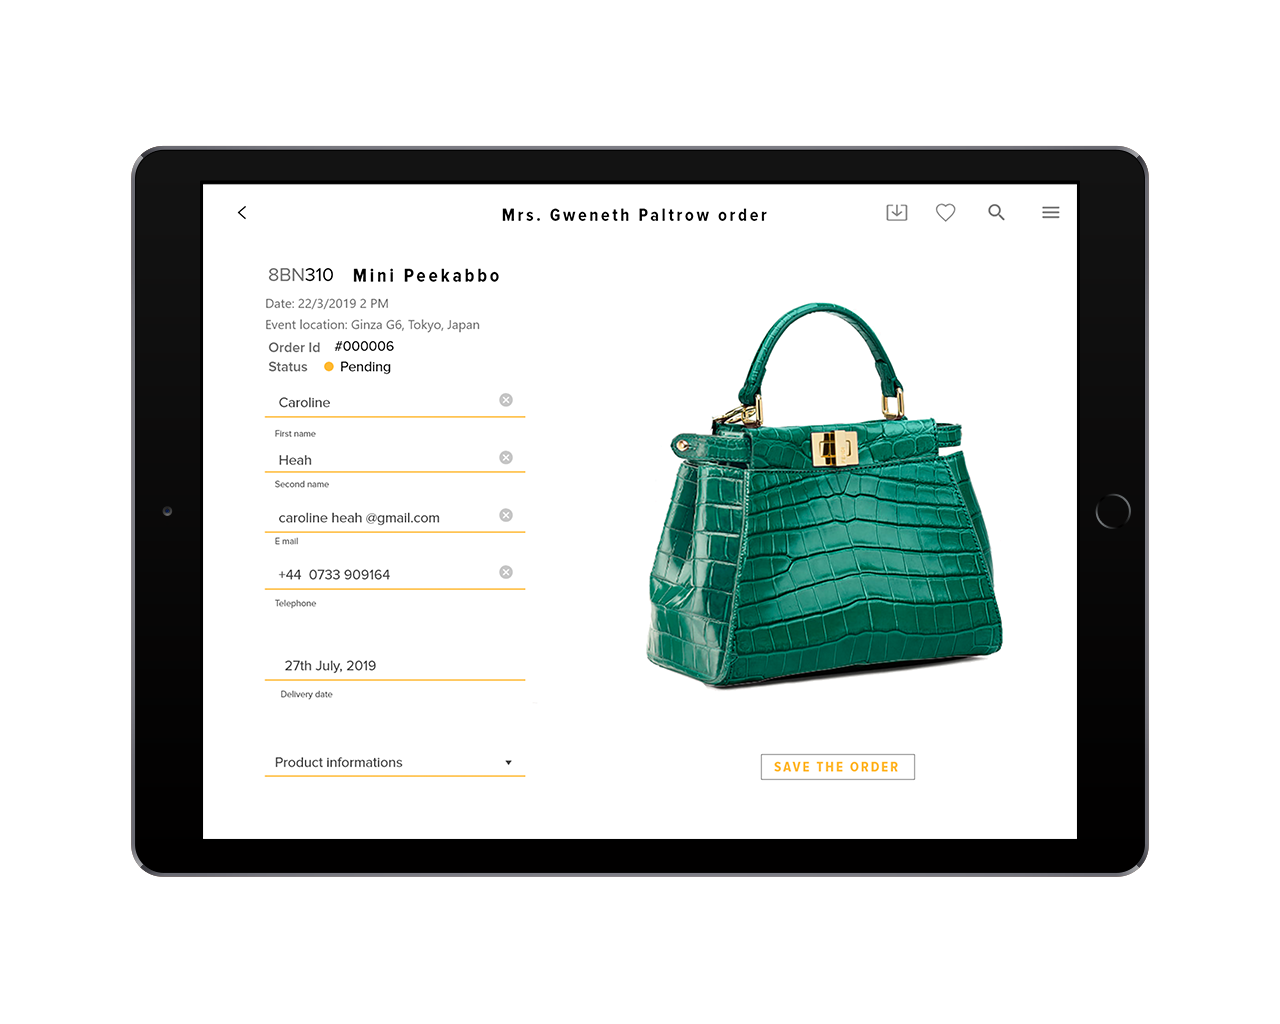 Mrs. Gweneth Paltrow order
8BN310 Mini Peekabbo
Date: 22/3/2019 2 PM
Event location: Ginza G6, Tokyo, Japan
Order Id #000006
Status Pending
Caroline
First name
Heah
Second name
caroline heah @gmail.com
E mail
+44 0733 909164
Telephone
27th July, 2019
Delivery date
Product informations
SAVE THE ORDER